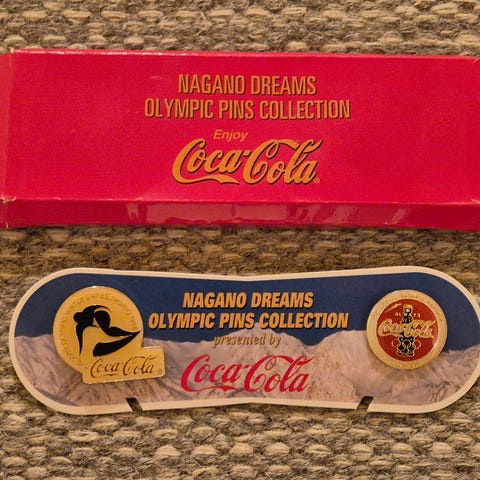 NAGANO DREAMS
OLYMPIC PINS COLLECTION
Enjoy
Coca-Cola
NAGANO DREAMS
OLYMPIC PINS COLLECTION
presented by
Coca-Cola®
Coca-Cola®
ALWAYS
Coca-Cola